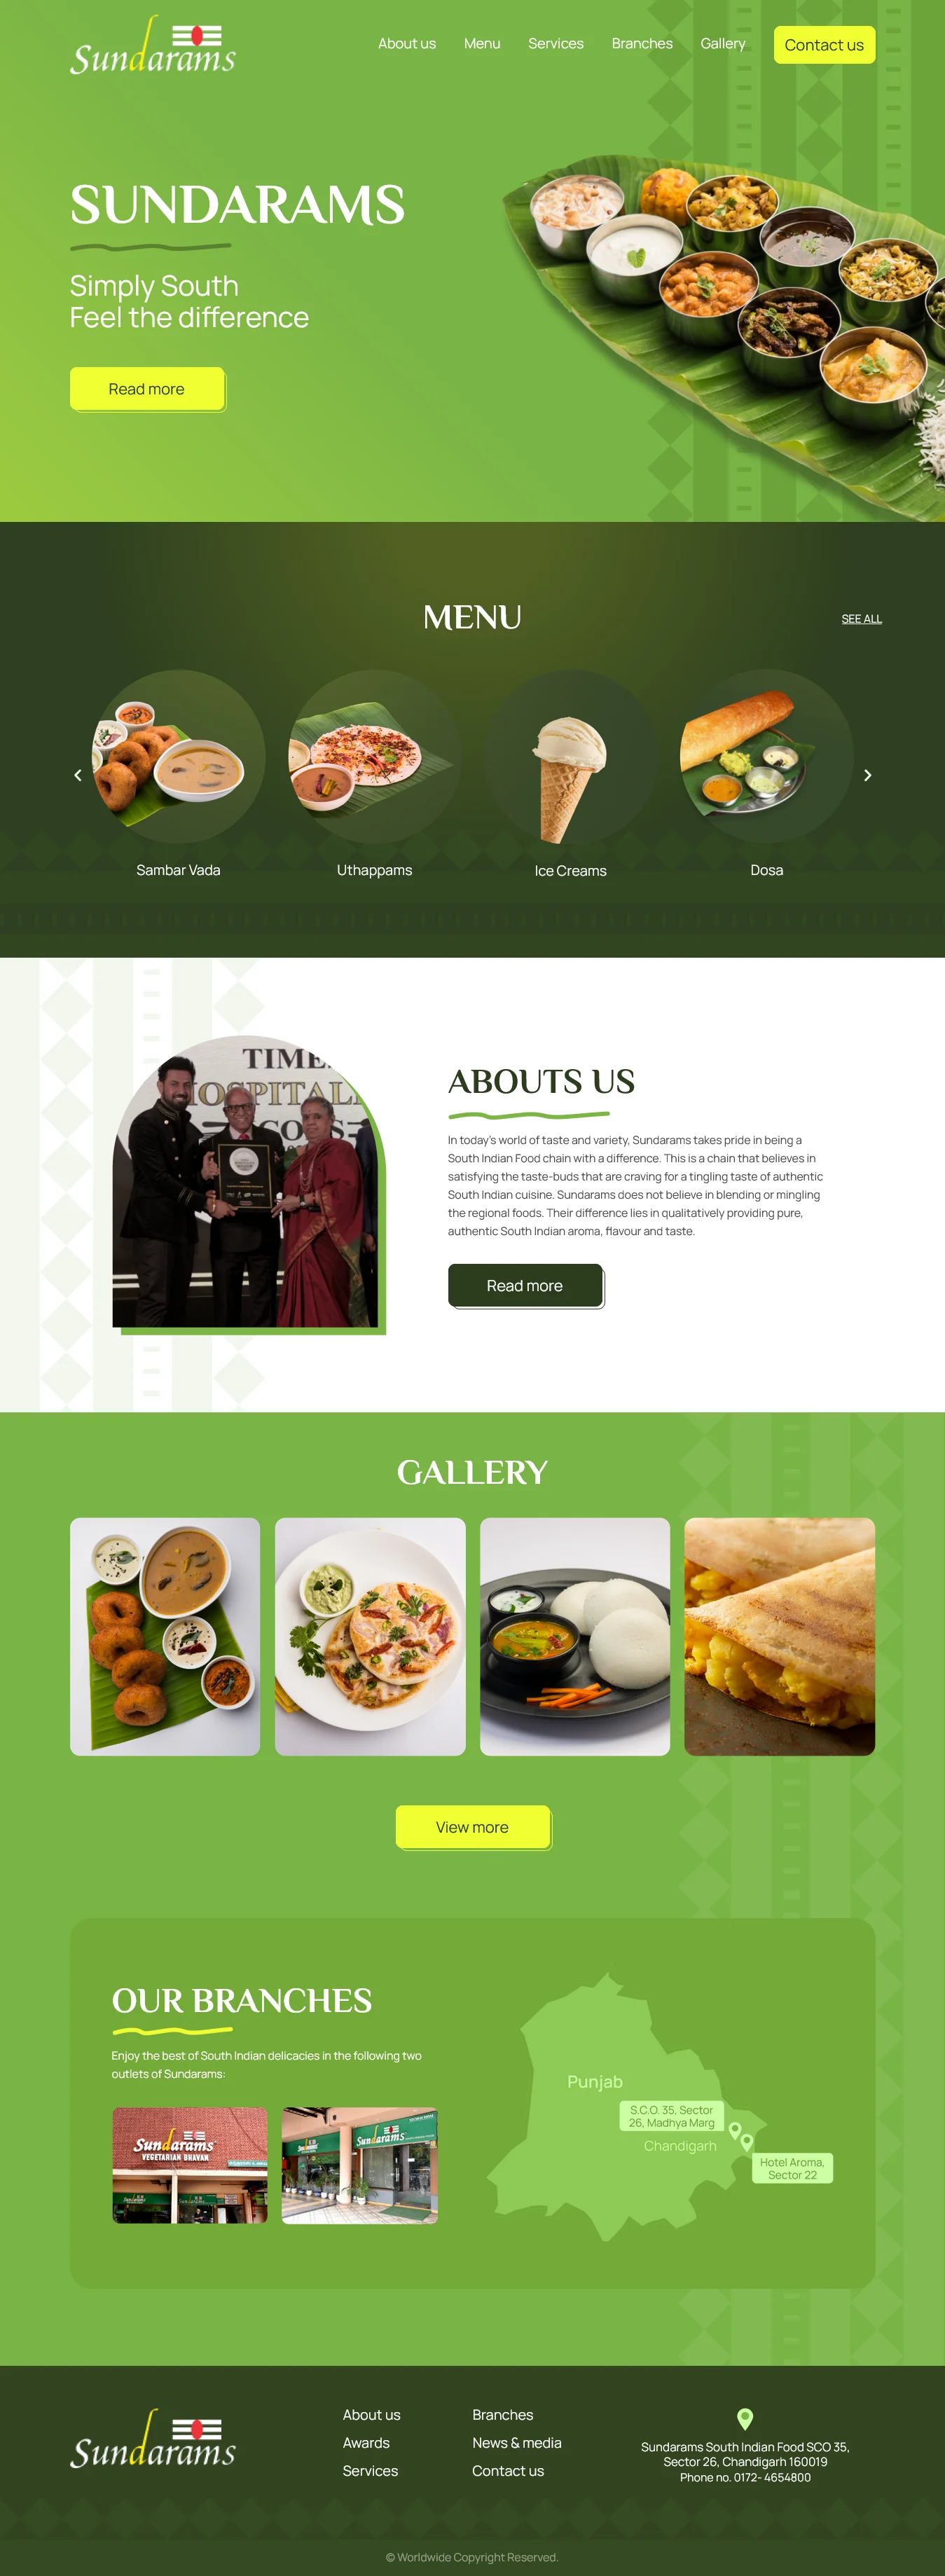 Sundarams
About us Menu Services Branches Gallery Contact us
SUNDARAMS
Simply South
Feel the difference
Read more
MENU
SEE ALL
Sambar Vada Uthappams Ice Creams Dosa
TIMES
HOSPITAL
ICONS
ABOUTS US
In today's world of taste and variety, Sundarams takes pride in being a
South Indian Food chain with a difference. This is a chain that believes in
satisfying the taste-buds that are craving for a tingling taste of authentic
South Indian cuisine. Sundarams does not believe in blending or mingling
the regional foods. Their difference lies in qualitatively providing pure,
authentic South Indian aroma, flavour and taste.
Read more
GALLERY
View more
OUR BRANCHES
Enjoy the best of South Indian delicacies in the following two
outlets of Sundarams:
Sundarams
VEGETARIAN BHAVAN
Sundarams
Punjab
S.C.O. 35, Sector
26, Madhya Marg
Chandigarh
Hotel Aroma,
Sector 22
Sundarams
About us
Awards
Services
Branches
News & media
Contact us
Sundarams South Indian Food SCO 35,
Sector 26, Chandigarh 160019
Phone no. 0172- 4654800
© Worldwide Copyright Reserved.